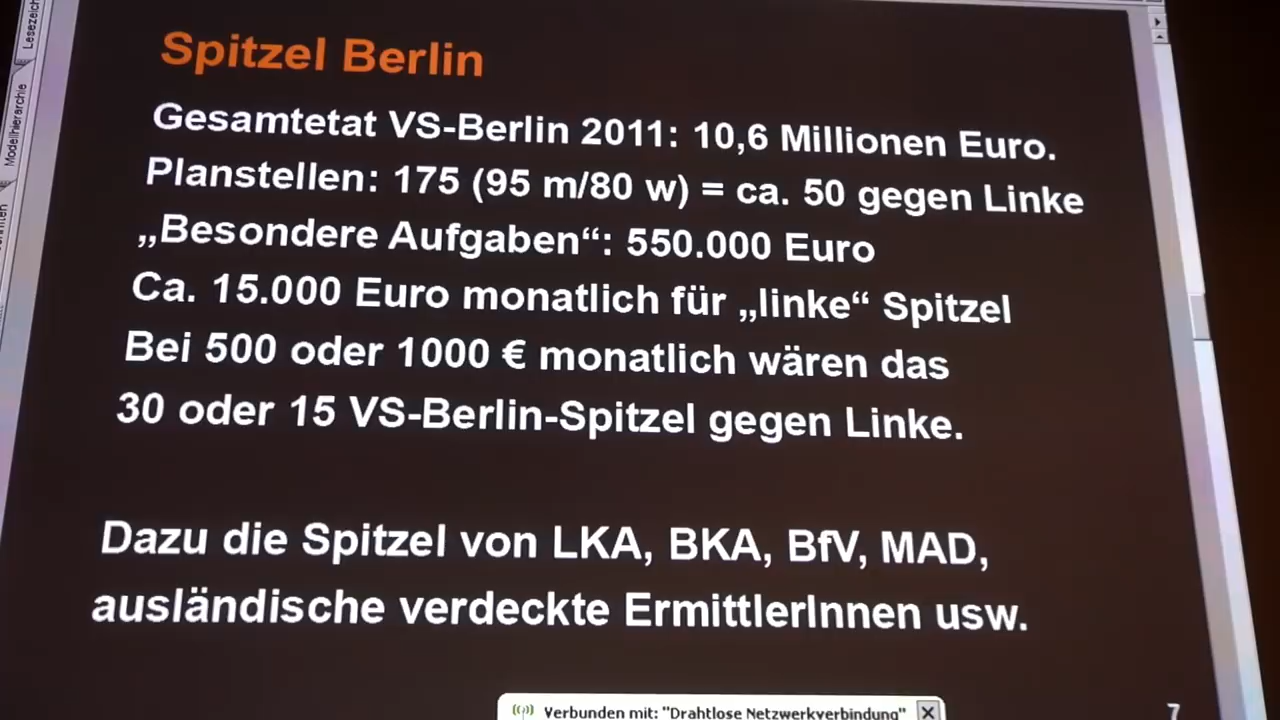 Spitzel Berlin
Gesamtetat VS-Berlin 2011: 10,6 Millionen Euro.
Planstellen: 175 (95 m/80 w) = ca. 50 gegen Linke
„Besondere Aufgaben“: 550.000 Euro
Ca. 15.000 Euro monatlich für „linke“ Spitzel
Bei 500 oder 1000 € monatlich wären das
30 oder 15 VS-Berlin-Spitzel gegen Linke.
Dazu die Spitzel von LKA, BKA, BfV, MAD,
ausländische verdeckte ErmittlerInnen usw.
Verbunden mit: "Drahtlose Netzwerkverbindung"
7
Modellhierarchie